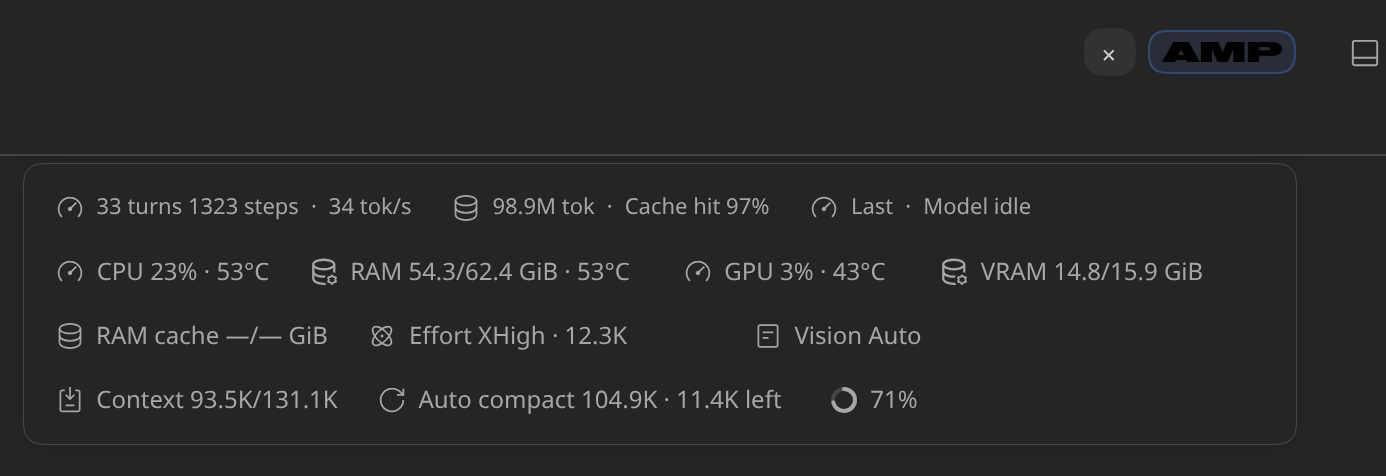 AMP
33 turns 1323 steps · 34 tok/s 98.9M tok · Cache hit 97% Last · Model idle
CPU 23% · 53°C RAM 54.3/62.4 GiB · 53°C GPU 3% · 43°C VRAM 14.8/15.9 GiB
RAM cache —/— GiB Effort XHigh · 12.3K Vision Auto
Context 93.5K/131.1K Auto compact 104.9K · 11.4K left 71%